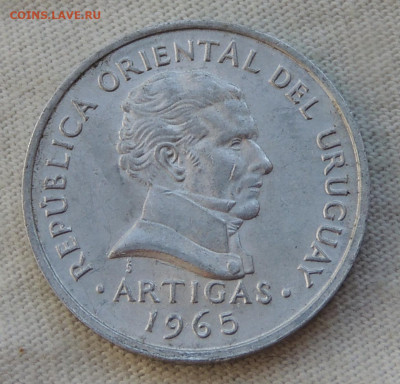 COINS.LAVE.RU
REPUBLICA ORIENTAL DEL URUGUAY
S
· ARTIGAS ·
1965